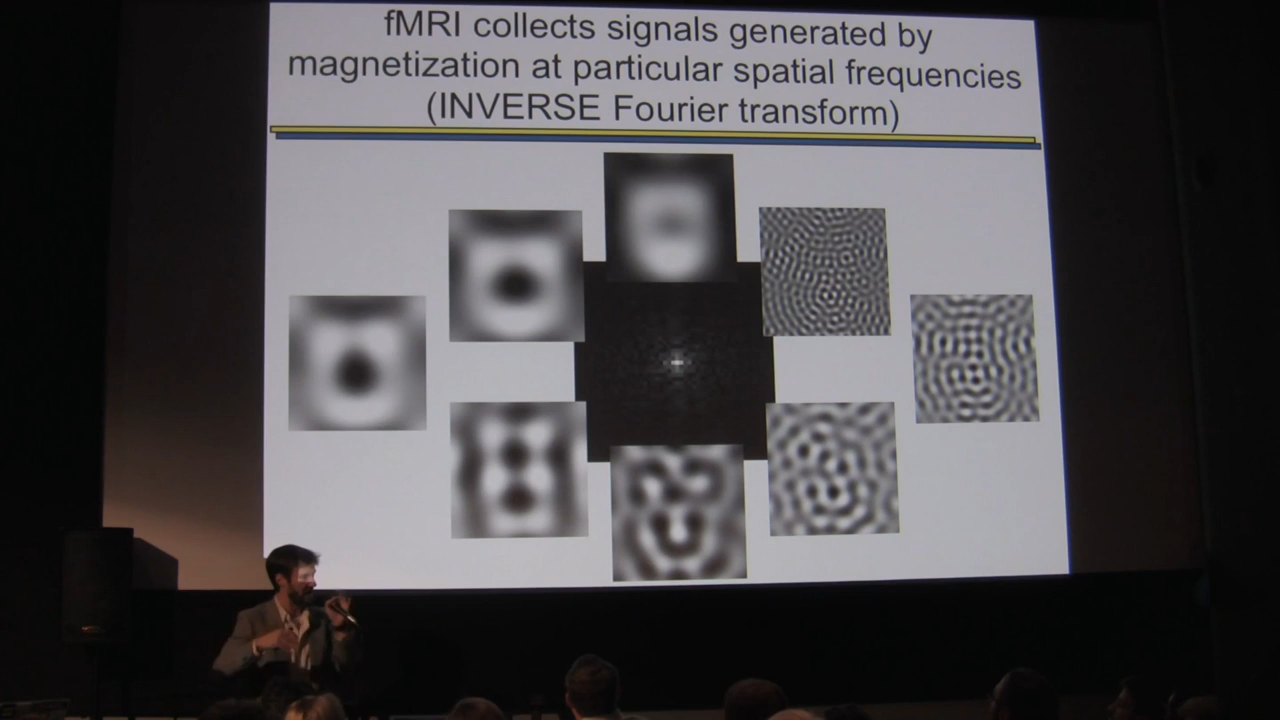 fMRI collects signals generated by
magnetization at particular spatial frequencies
(INVERSE Fourier transform)